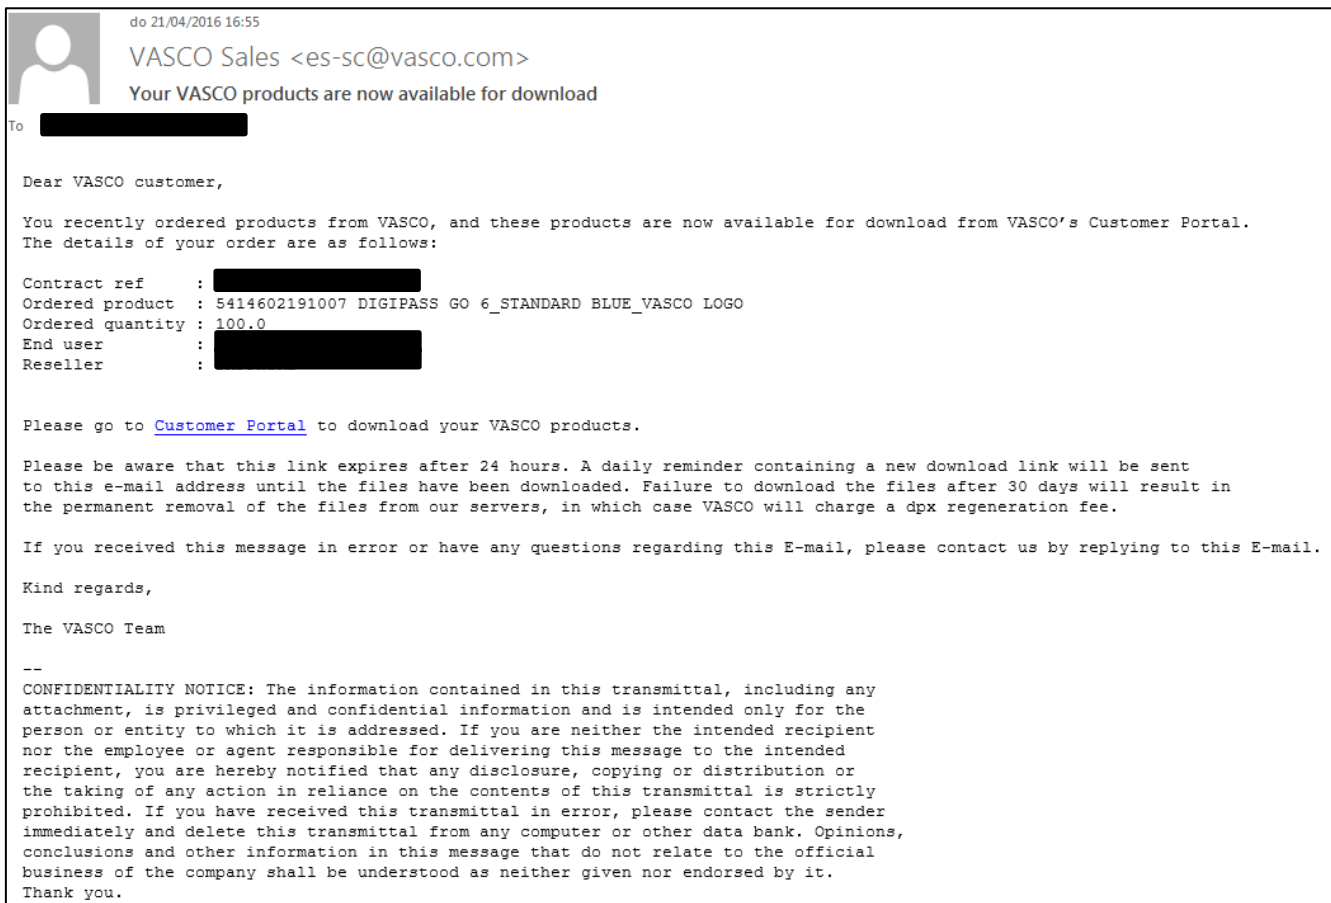 do 21/04/2016 16:55
VASCO Sales <es-sc@vasco.com>
Your VASCO products are now available for download
To
Dear VASCO customer,
You recently ordered products from VASCO, and these products are now available for download from VASCO’s Customer Portal.
The details of your order are as follows:
Contract ref :
Ordered product : 5414602191007 DIGIPASS GO 6_STANDARD BLUE_VASCO LOGO
Ordered quantity : 100.0
End user :
Reseller :
Please go to Customer Portal to download your VASCO products.
Please be aware that this link expires after 24 hours. A daily reminder containing a new download link will be sent
to this e-mail address until the files have been downloaded. Failure to download the files after 30 days will result in
the permanent removal of the files from our servers, in which case VASCO will charge a dpx regeneration fee.
If you received this message in error or have any questions regarding this E-mail, please contact us by replying to this E-mail.
Kind regards,
The VASCO Team
--
CONFIDENTIALITY NOTICE: The information contained in this transmittal, including any
attachment, is privileged and confidential information and is intended only for the
person or entity to which it is addressed. If you are neither the intended recipient
nor the employee or agent responsible for delivering this message to the intended
recipient, you are hereby notified that any disclosure, copying or distribution or
the taking of any action in reliance on the contents of this transmittal is strictly
prohibited. If you have received this transmittal in error, please contact the sender
immediately and delete this transmittal from any computer or other data bank. Opinions,
conclusions and other information in this message that do not relate to the official
business of the company shall be understood as neither given nor endorsed by it.
Thank you.